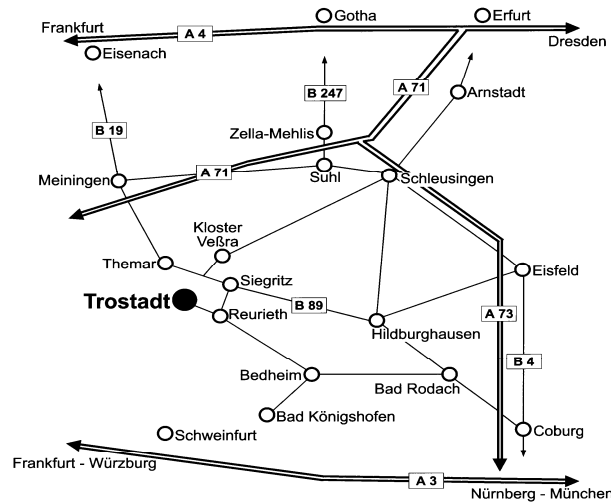 Gotha
Erfurt
Frankfurt
A 4
Dresden
Eisenach
A 71
B 247
Arnstadt
B 19
Zella-Mehlis
A 71
Meiningen
Suhl
Schleusingen
Kloster
Veßra
Themar
Siegritz
Eisfeld
Trostadt
B 89
A 73
Reurieth
Hildburghausen
B 4
Bedheim
Bad Rodach
Bad Königshofen
Schweinfurt
Coburg
Frankfurt - Würzburg
A 3
Nürnberg - München